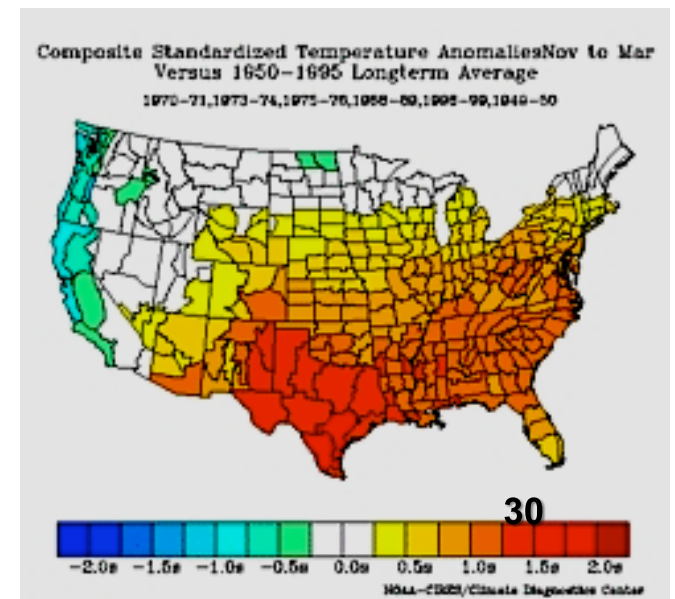 Composite Standardized Temperature AnomaliesNov to Mar
Versus 1950-1995 Longterm Average
1970-71,1973-74,1975-76,1988-89,1998-99,1949-50
30
-2.0s -1.5s -1.0s -0.5s 0.0s 0.5s 1.0s 1.5s 2.0s
NOAA-CIRES/Climate Diagnostics Center